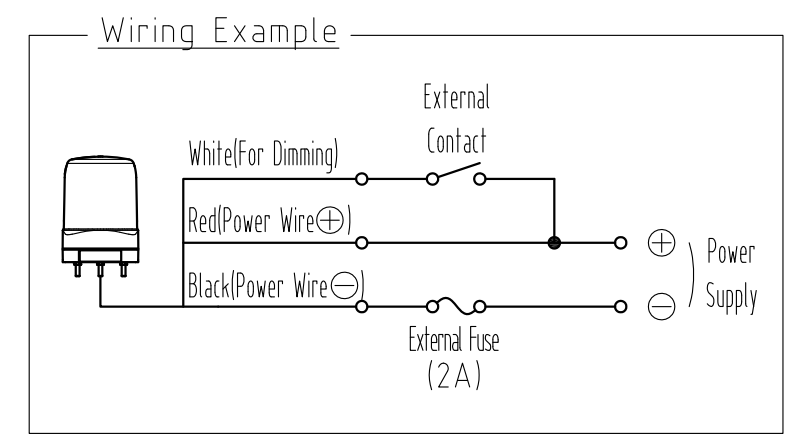 Wiring Example
External
Contact
White(For Dimming)
Red(Power Wire⊕)
Black(Power Wire⊖)
⊕
⊖
Power
Supply
External Fuse
(2A)